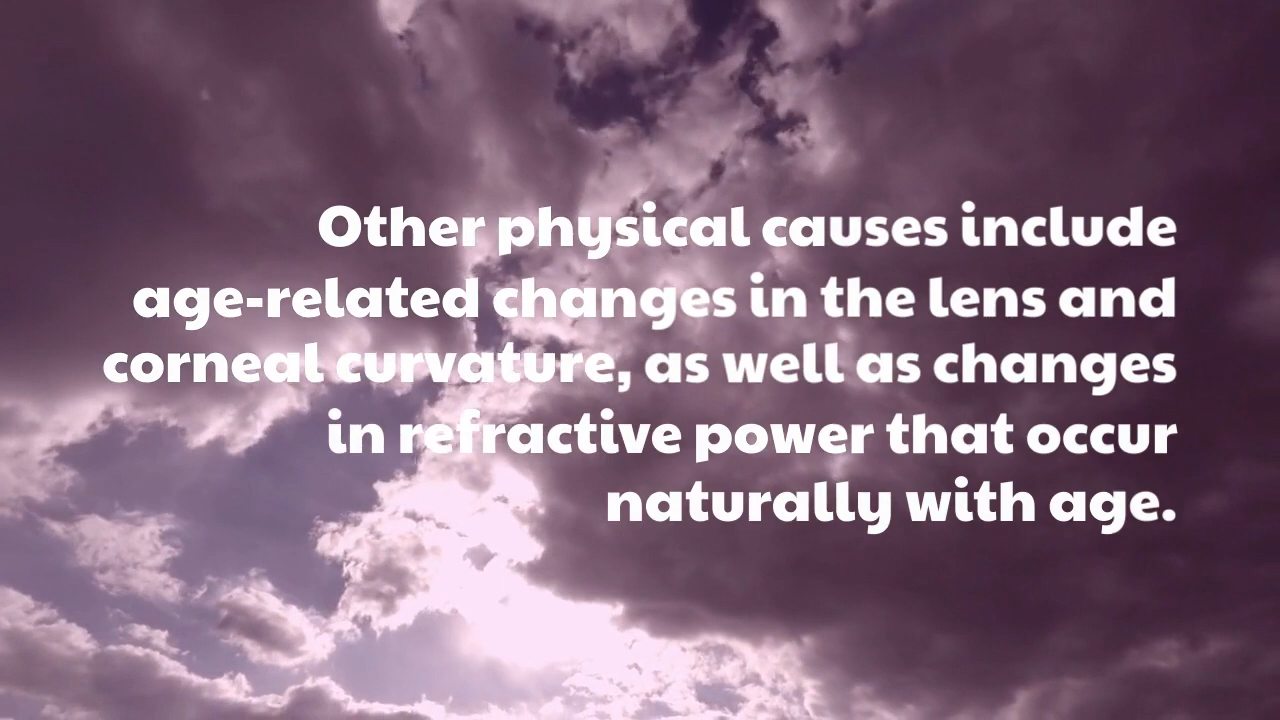 Other physical causes include
age-related changes in the lens and
corneal curvature, as well as changes
in refractive power that occur
naturally with age.